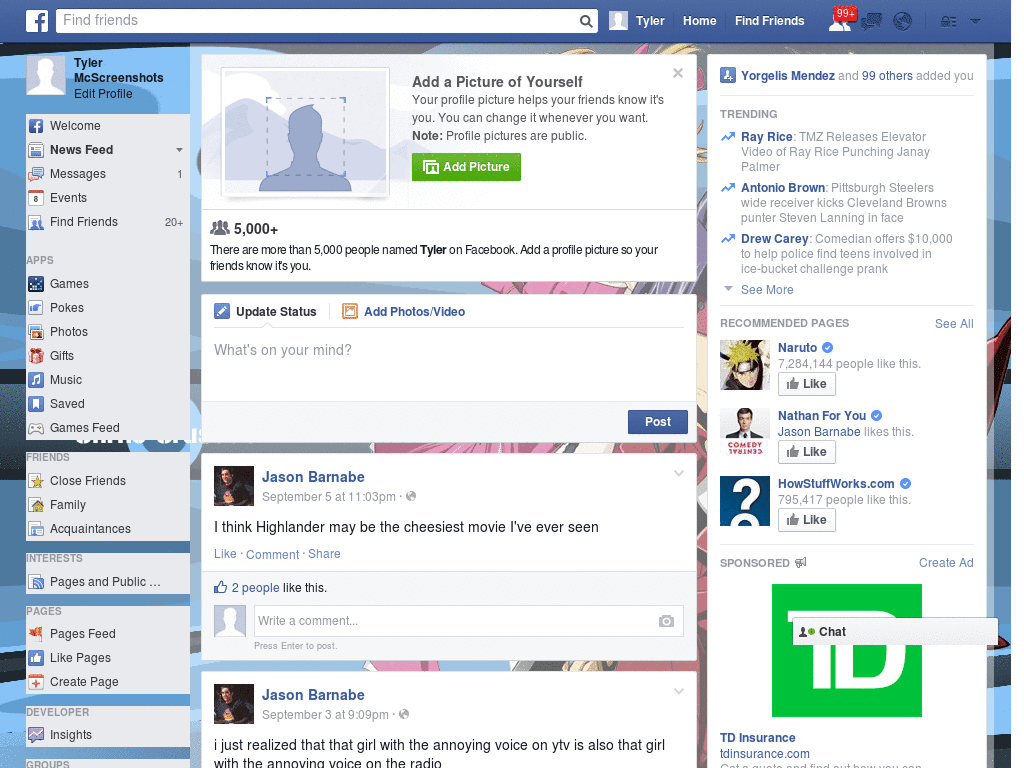 Find friends
Tyler
Home
Find Friends
99+
Tyler
McScreenshots
Edit Profile
Welcome
News Feed
Messages 1
Events
8
Find Friends 20+
APPS
Games
Pokes
Photos
Gifts
Music
Saved
Games Feed
FRIENDS
Close Friends
Family
Acquaintances
INTERESTS
Pages and Public ...
PAGES
Pages Feed
Like Pages
Create Page
DEVELOPER
Insights
GROUPS
Add a Picture of Yourself
Your profile picture helps your friends know it's
you. You can change it whenever you want.
Note: Profile pictures are public.
Add Picture
5,000+
There are more than 5,000 people named Tyler on Facebook. Add a profile picture so your
friends know it's you.
Update Status
Add Photos/Video
What's on your mind?
Post
Jason Barnabe
September 5 at 11:03pm ·
I think Highlander may be the cheesiest movie I've ever seen
Like · Comment · Share
2 people like this.
Write a comment...
Press Enter to post.
Jason Barnabe
September 3 at 9:09pm ·
i just realized that that girl with the annoying voice on ytv is also that girl
with the annoying voice on the radio
Yorgelis Mendez and 99 others added you
TRENDING
Ray Rice: TMZ Releases Elevator
Video of Ray Rice Punching Janay
Palmer
Antonio Brown: Pittsburgh Steelers
wide receiver kicks Cleveland Browns
punter Steven Lanning in face
Drew Carey: Comedian offers $10,000
to help police find teens involved in
ice-bucket challenge prank
See More
RECOMMENDED PAGES See All
Naruto
7,284,144 people like this.
Like
Nathan For You
Jason Barnabe likes this.
Like
COMEDY
CENTRAL
HowStuffWorks.com
795,417 people like this.
Like
?
SPONSORED Create Ad
TD
Chat
TD Insurance
tdinsurance.com
Get a quote and find out how you can